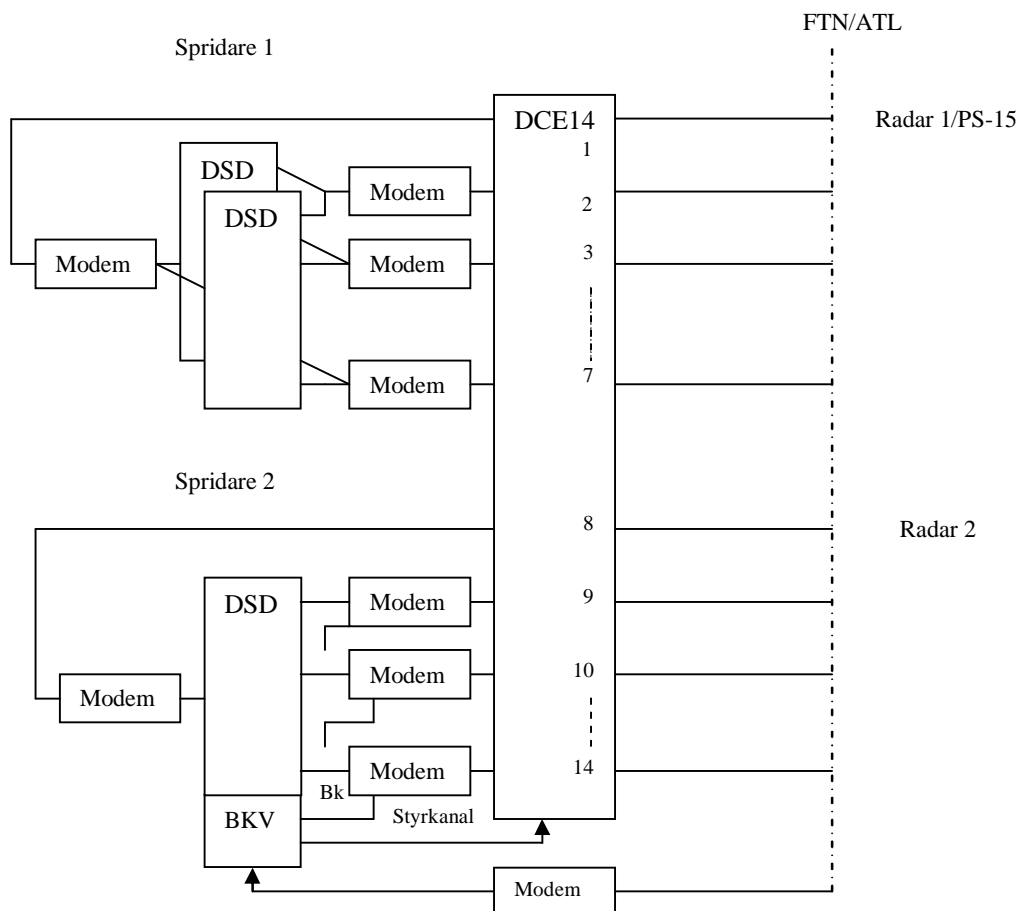 FTN/ATL
Spridare 1
DCE14
Radar 1/PS-15
1
DSD
Modem
2
DSD
Modem
Modem
3
Modem
7
Spridare 2
8
Radar 2
DSD
Modem
9
Modem
10
Modem
Modem
14
Bk
BKV
Styrkanal
Modem